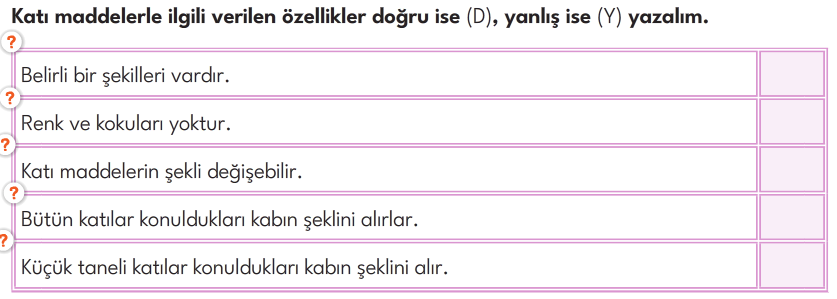 Katı maddelerle ilgili verilen özellikler doğru ise (D), yanlış ise (Y) yazalım.
?
Belirli bir şekilleri vardır.
?
Renk ve kokuları yoktur.
?
Katı maddelerin şekli değişebilir.
?
Bütün katılar konuldukları kabın şeklini alırlar.
?
Küçük taneli katılar konuldukları kabın şeklini alır.